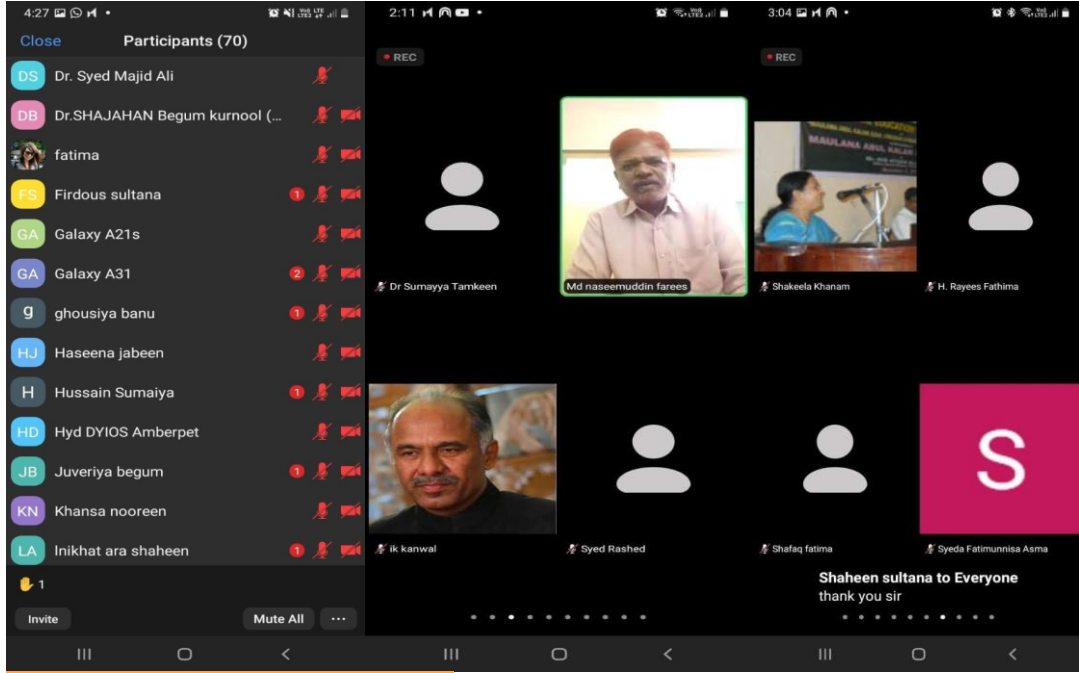 4:27
Close Participants (70)
DS Dr. Syed Majid Ali
DB Dr.SHAJAHAN Begum kurnool (...
fatima
FS Firdous sultana 1
GA Galaxy A21s
GA Galaxy A31 2
g ghousiya banu 1
HJ Haseena jabeen
H Hussain Sumaiya 1
HD Hyd DYIOS Amberpet
JB Juveriya begum 1
KN Khansa nooreen
LA Inikhat ara shaheen 1
1
Invite Mute All ...
2:11
REC
Dr Sumayya Tamkeen
Md naseemuddin farees
ik kanwal
Syed Rashed
3:04
REC
MAULANA ABUL KALAM
Shakeela Khanam
H. Rayees Fathima
S
Shafaq fatima
Syeda Fatimunnisa Asma
Shaheen sultana to Everyone
thank you sir